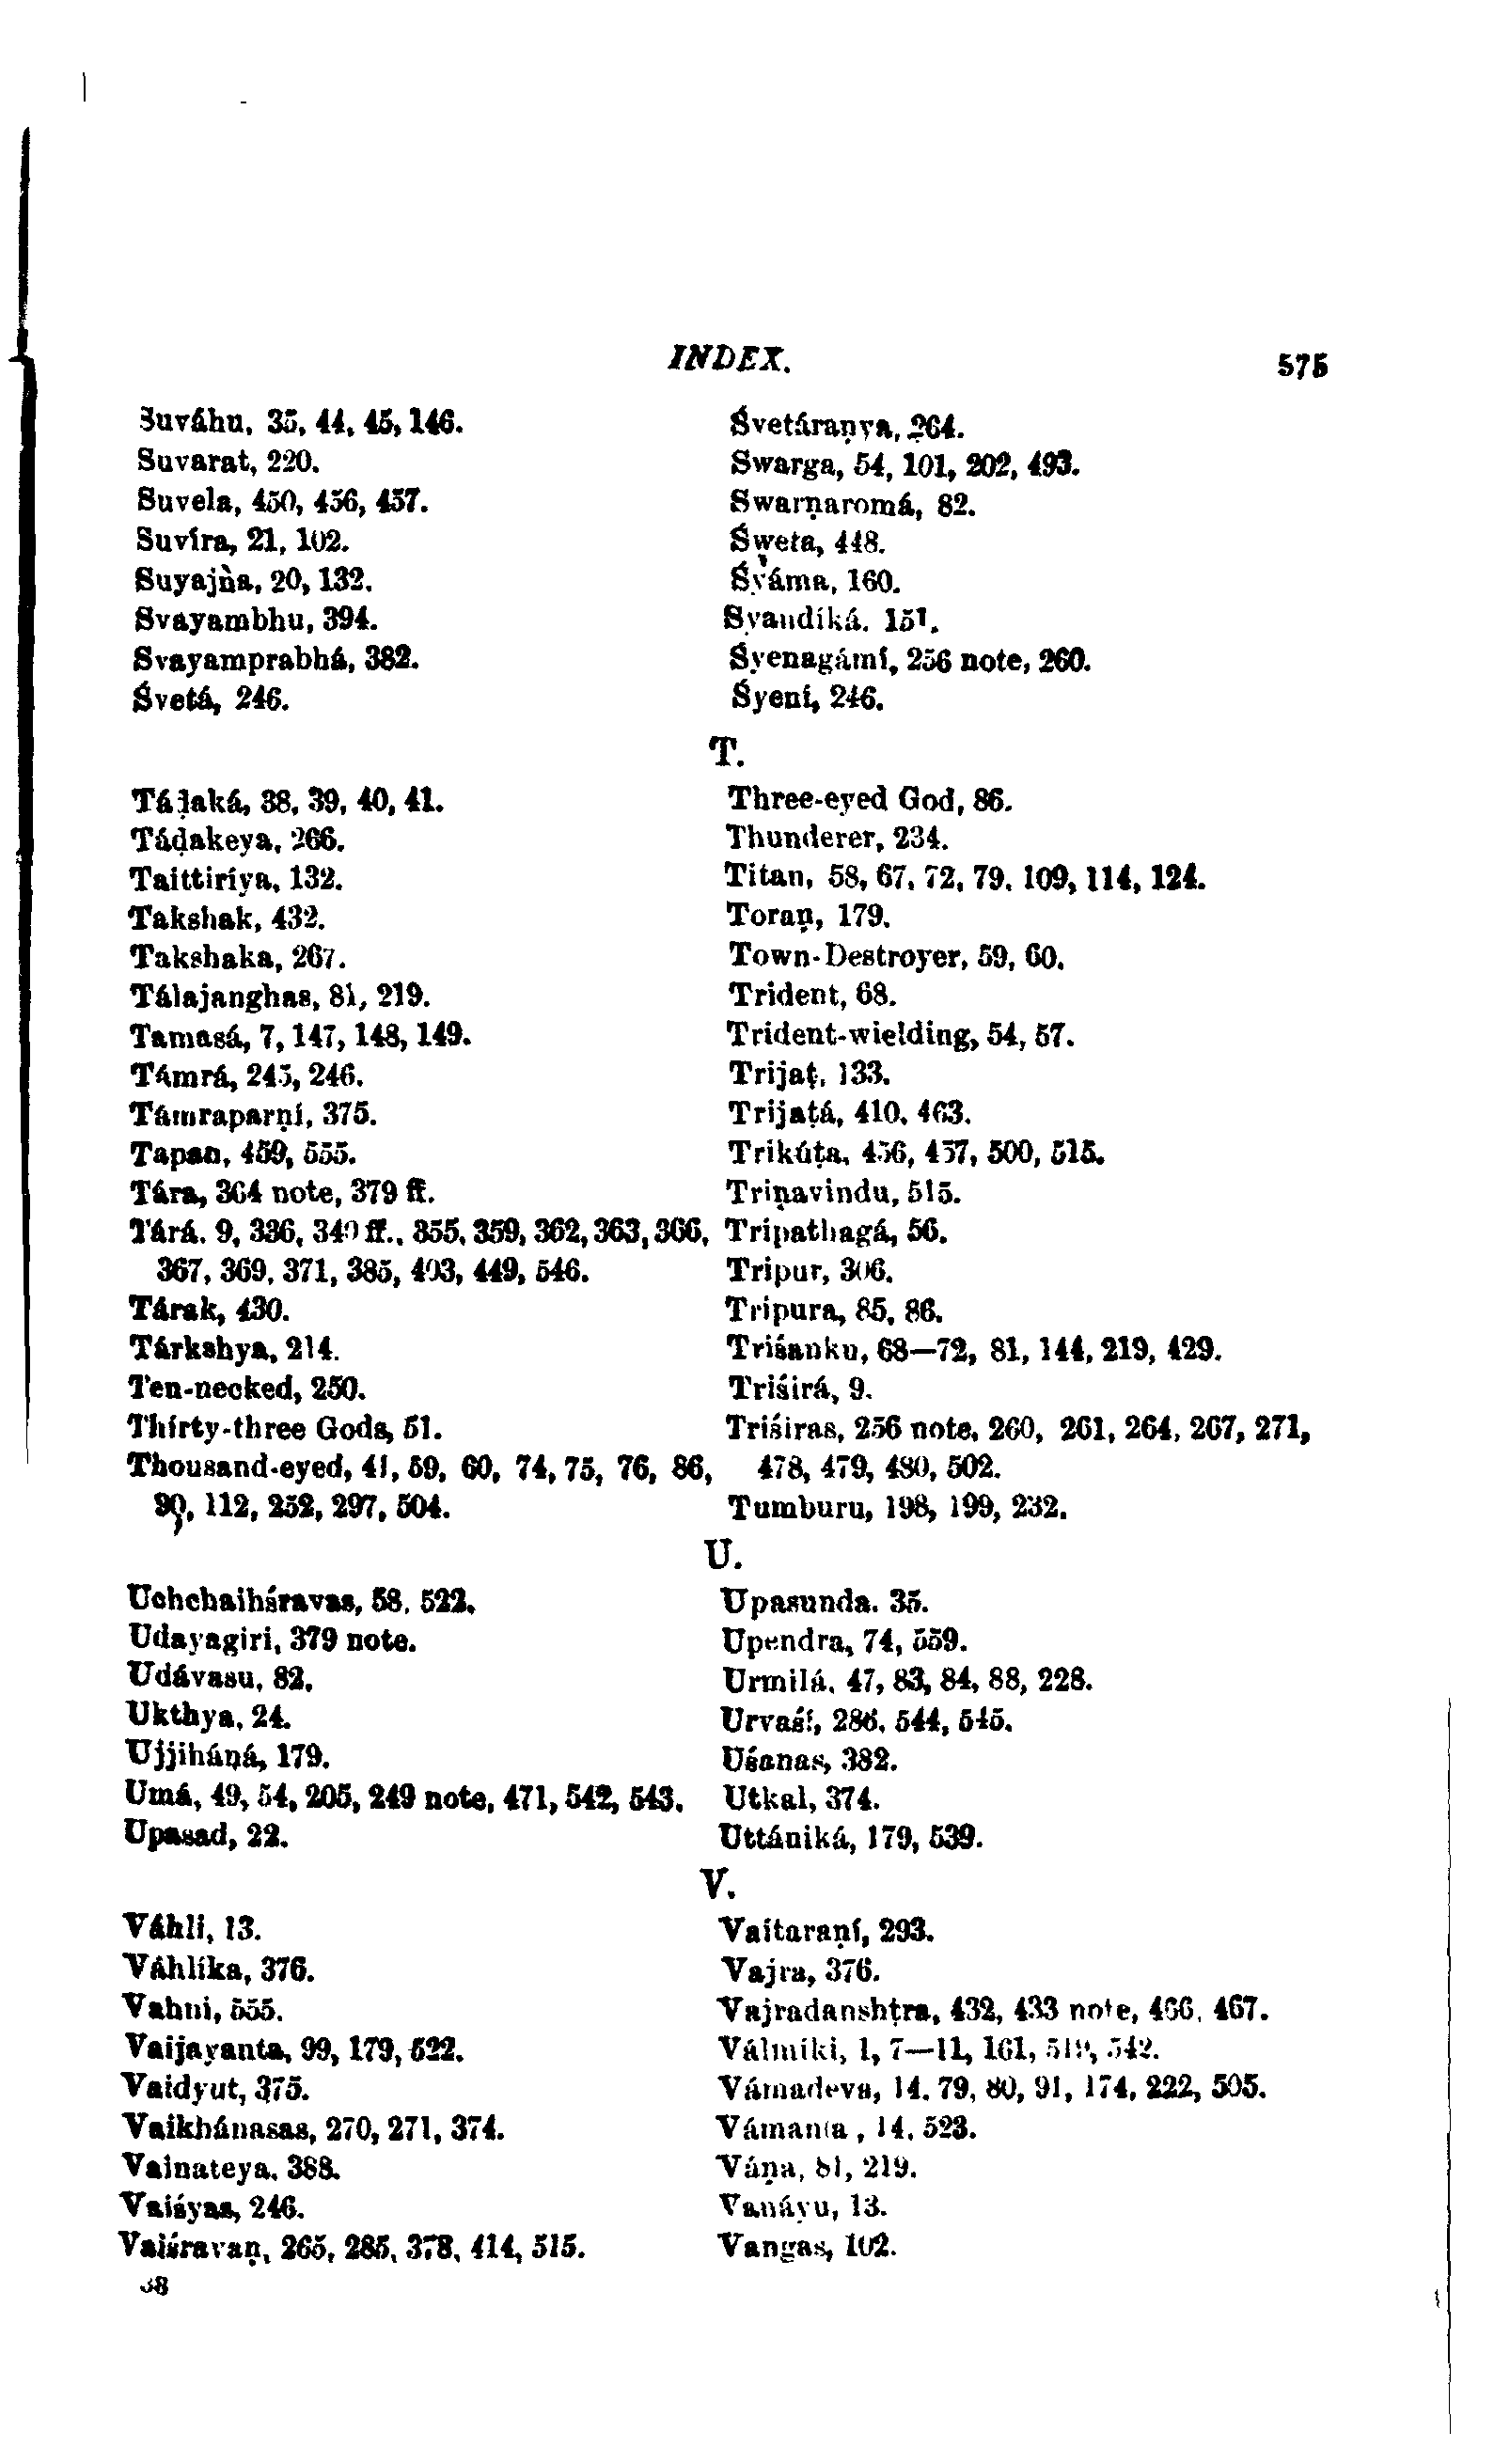 INDEX.
575
Suváhu, 35, 44, 45, 146.
Suvarat, 220.
Suvela, 450, 456, 457.
Suvíra, 21, 102.
Suyajǹa, 20, 132.
Svayambhu, 394.
Svayamprabhá, 382.
Śvetá, 246.
Śvetáraṇya, 264.
Swarga, 54, 101, 202, 493.
Swarṇaromá, 82.
Śweta, 448.
Śyáma, 160.
Syandiká. 151.
Śyenagámí, 256 note, 260.
Śyení, 246.
T.
Táḍaká, 38, 39, 40, 41.
Táḍakeya, 266.
Taittiríya, 132.
Takshak, 432.
Takshaka, 267.
Tálajanghas, 81, 219.
Tamasá, 7, 147, 148, 149.
Támrá, 245, 246.
Támraparṇí, 375.
Tapan, 459, 555.
Tára, 364 note, 379 ff.
Tárá. 9, 336, 340 ff., 355, 359, 362, 363, 366,
367, 369, 371, 385, 403, 449, 546.
Tárak, 430.
Tárkshya, 214.
Ten-necked, 250.
Thirty-three Gods, 51.
Thousand-eyed, 41, 59, 60, 74, 75, 76, 86,
90, 112, 252, 297, 504.
Three-eyed God, 86.
Thunderer, 234.
Titan, 58, 67, 72, 79, 109, 114, 124.
Toraṇ, 179.
Town-Destroyer, 59, 60.
Trident, 68.
Trident-wielding, 54, 57.
Trijaṭ, 133.
Trijaṭá, 410, 463.
Trikúṭa, 456, 457, 500, 515.
Triṇavindu, 515.
Tripathagá, 56.
Tripur, 306.
Tripura, 85, 86.
Triśanku, 68—72, 81, 144, 219, 429.
Triśirá, 9.
Triśiras, 256 note, 260, 261, 264, 267, 271,
478, 479, 480, 502.
Tumburu, 198, 199, 232.
U.
Uchchaihśravas, 58, 522.
Udayagiri, 379 note.
Udávasu, 82.
Ukthya, 24.
Ujjiháṇá, 179.
Umá, 49, 54, 205, 249 note, 471, 542, 543.
Upasad, 22.
Upasunda. 35.
Upendra, 74, 559.
Urmilá, 47, 83, 84, 88, 228.
Urvaśí, 286, 544, 545.
Uśanas, 382.
Utkal, 374.
Uttániká, 179, 539.
V.
Váhli, 13.
Váhlíka, 376.
Vahni, 555.
Vaijayanta, 99, 179, 522.
Vaidyut, 375.
Vaikhánasas, 270, 271, 374.
Vainateya, 388.
Vaiśyas, 246.
Vaiśravaṇ, 265, 285, 378, 414, 515.
38
Vaitaraṇí, 293.
Vajra, 376.
Vajradanshṭra, 432, 433 note, 466, 467.
Válmíki, 1, 7—11, 161, 519, 542.
Vámadeva, 14, 79, 80, 91, 174, 222, 505.
Vámana, 14, 523.
Váṇa, 81, 219.
Vanáyu, 13.
Vangas, 102.